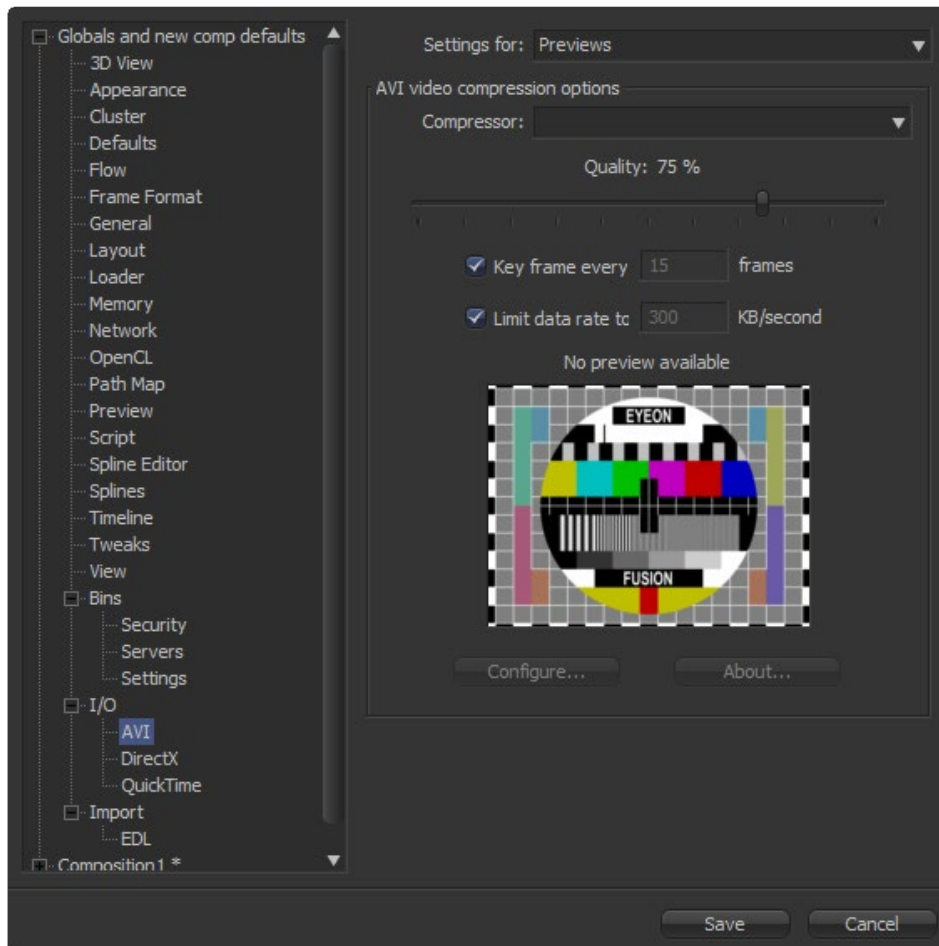 Globals and new comp defaults
3D View
Appearance
Cluster
Defaults
Flow
Frame Format
General
Layout
Loader
Memory
Network
OpenCL
Path Map
Preview
Script
Spline Editor
Splines
Timeline
Tweaks
View
Bins
Security
Servers
Settings
I/O
AVI
DirectX
QuickTime
Import
EDL
Composition1 *
Settings for: Previews
AVI video compression options
Compressor:
Quality: 75 %
Key frame every 15 frames
Limit data rate to 300 KB/second
No preview available
EYEON
FUSION
Configure... About...
Save Cancel